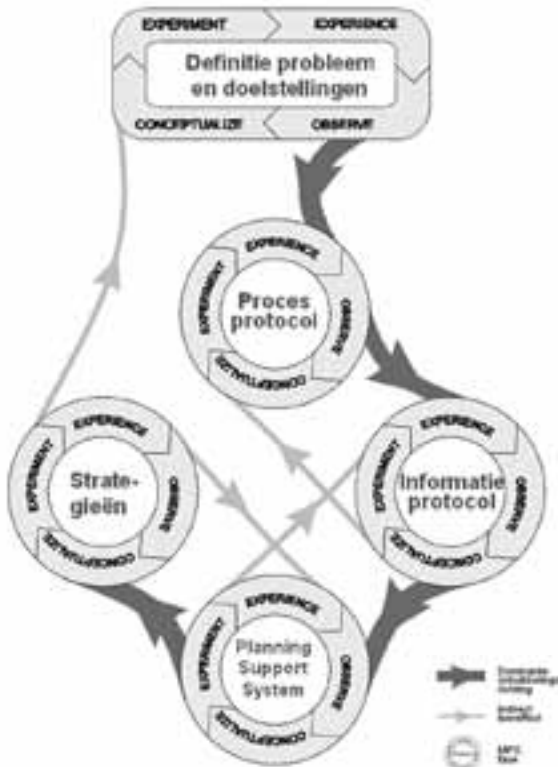 EXPERIMENT
EXPERIENCE
Definitie probleem
en doelstellingen
CONCEPTUALIZE
OBSERVE
EXPERIENCE
EXPERIMENT
Proces
protocol
OBSERVE
CONCEPTUALIZE
EXPERIENCE
EXPERIMENT
Strate-
gieën
OBSERVE
CONCEPTUALIZE
EXPERIENCE
EXPERIMENT
Informatie
protocol
OBSERVE
CONCEPTUALIZE
EXPERIENCE
EXPERIMENT
Planning
Support
System
OBSERVE
CONCEPTUALIZE